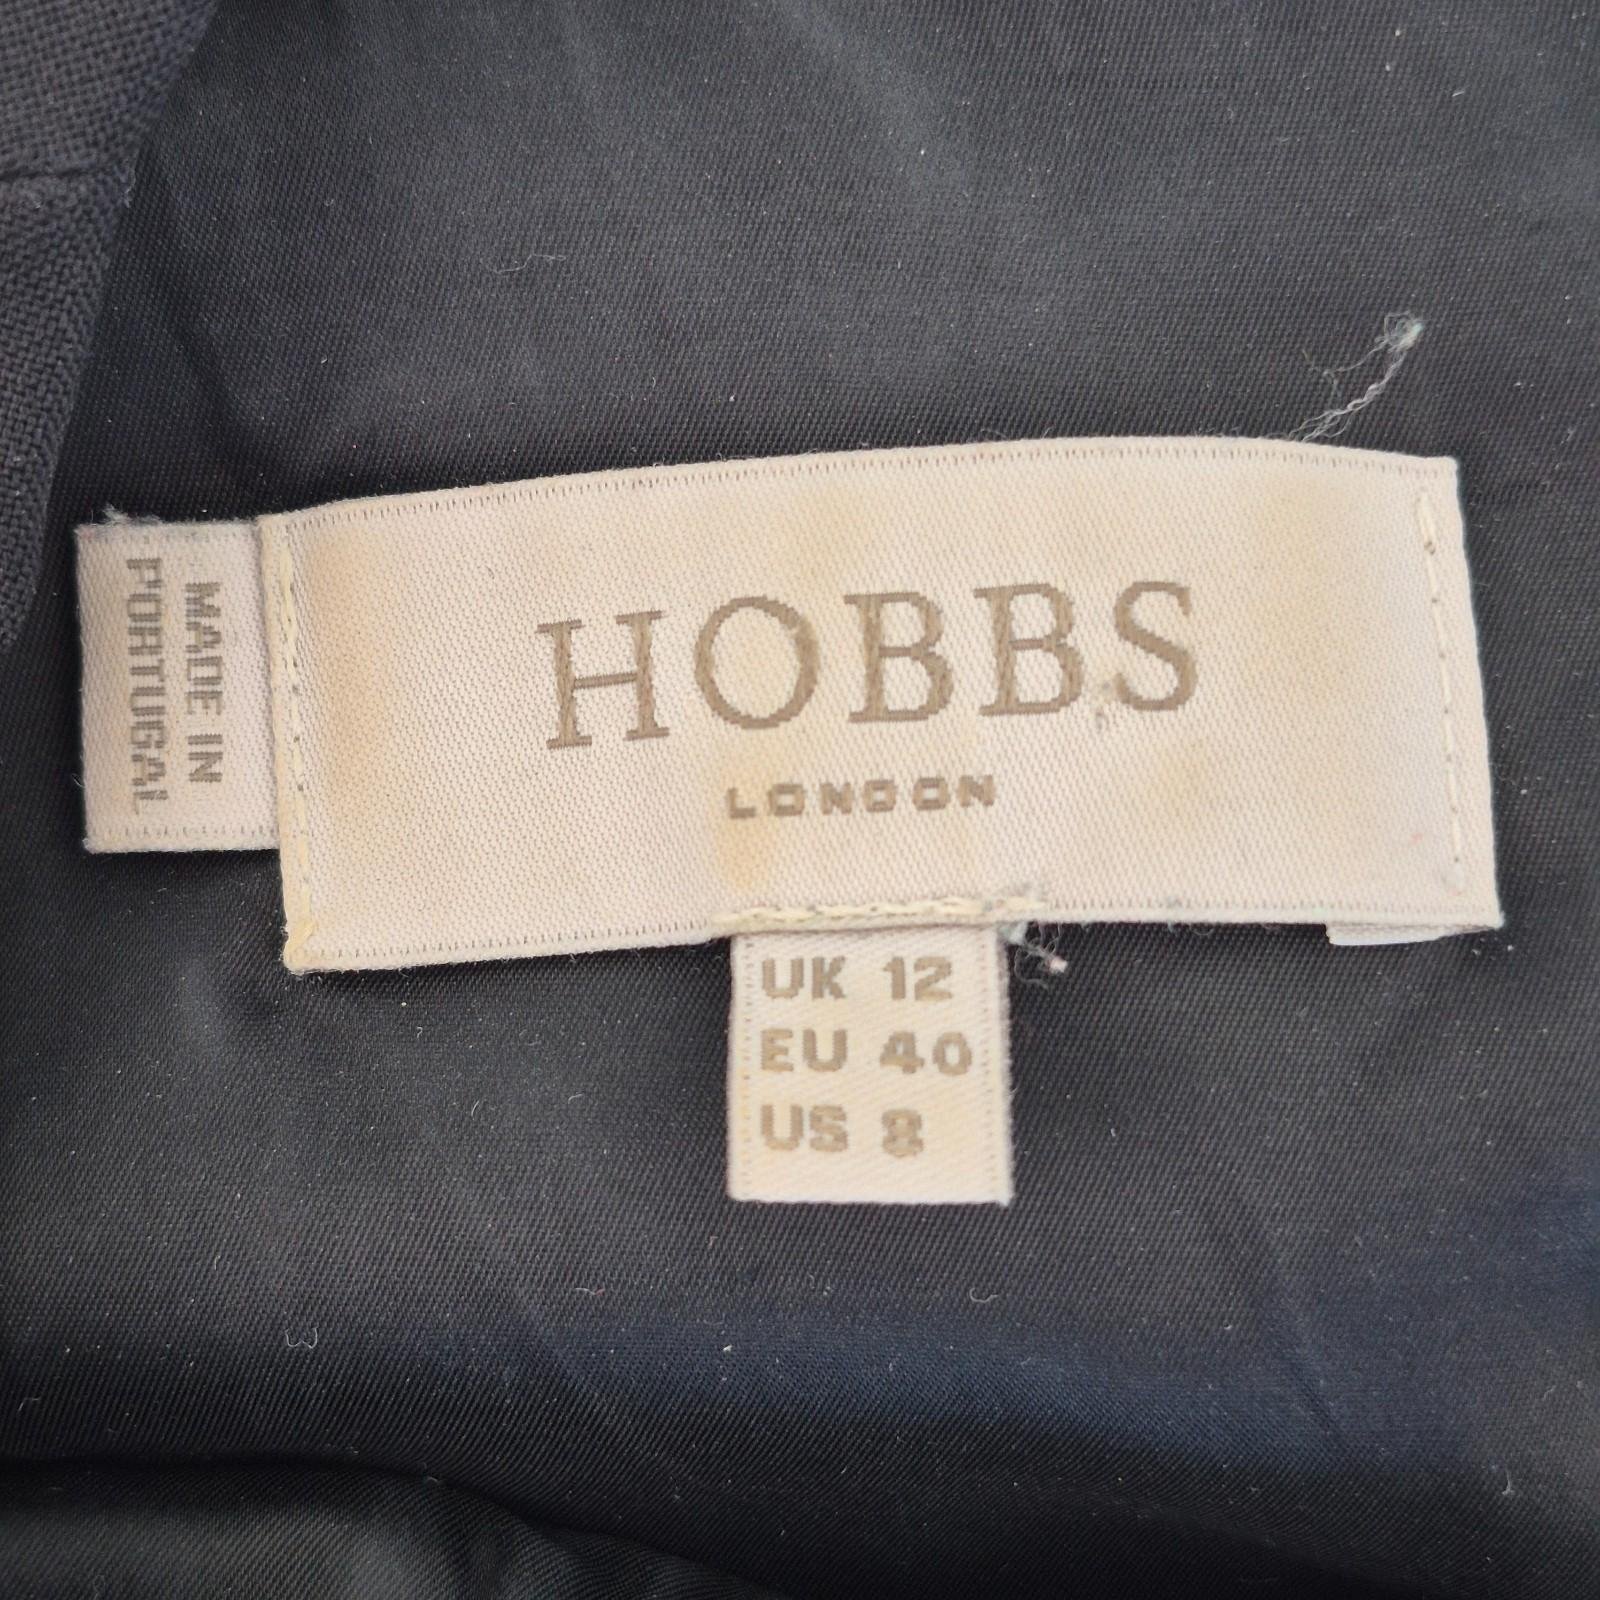 HOBBS
LONDON
MADE IN
PORTUGAL
UK 12
EU 40
US 8